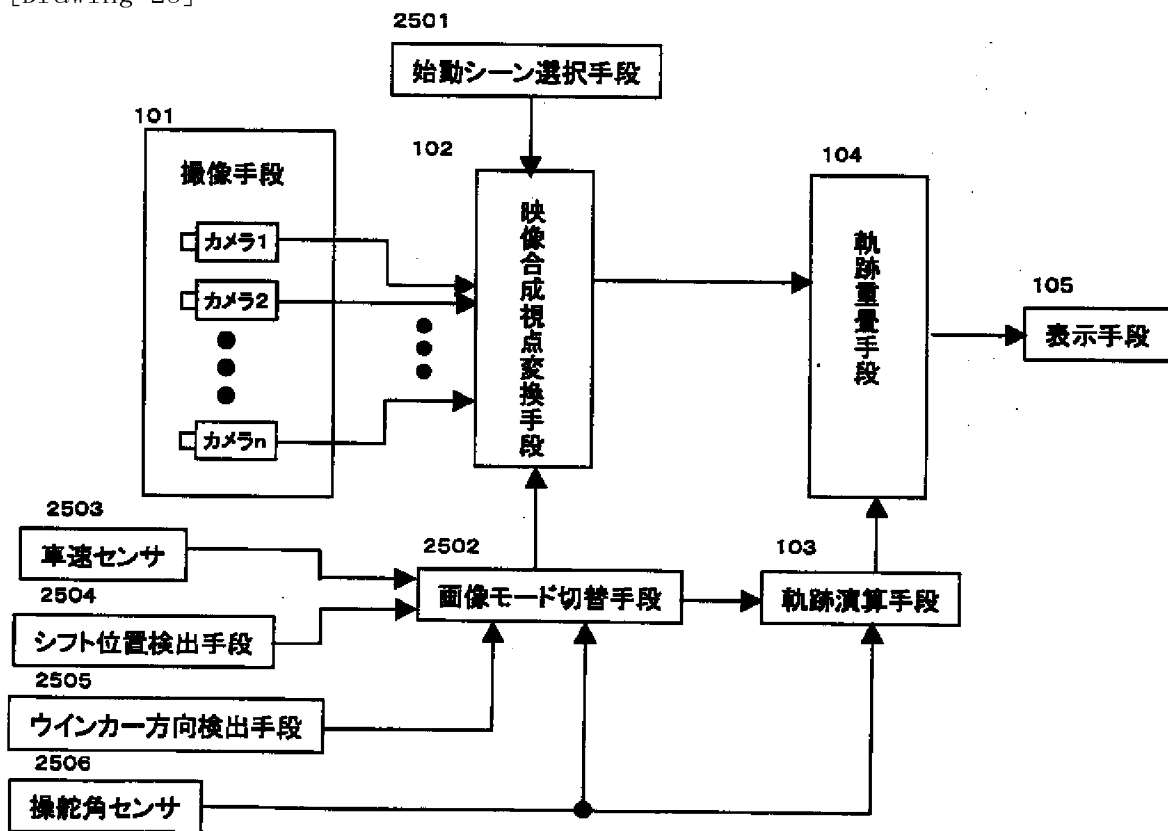 2501
始動シーン選択手段
101
撮像手段
カメラ1
カメラ2
カメラn
102
映像合成視点変換手段
104
軌跡重畳手段
105
表示手段
2503
車速センサ
2504
シフト位置検出手段
2505
ウインカー方向検出手段
2506
操舵角センサ
2502
画像モード切替手段
103
軌跡演算手段